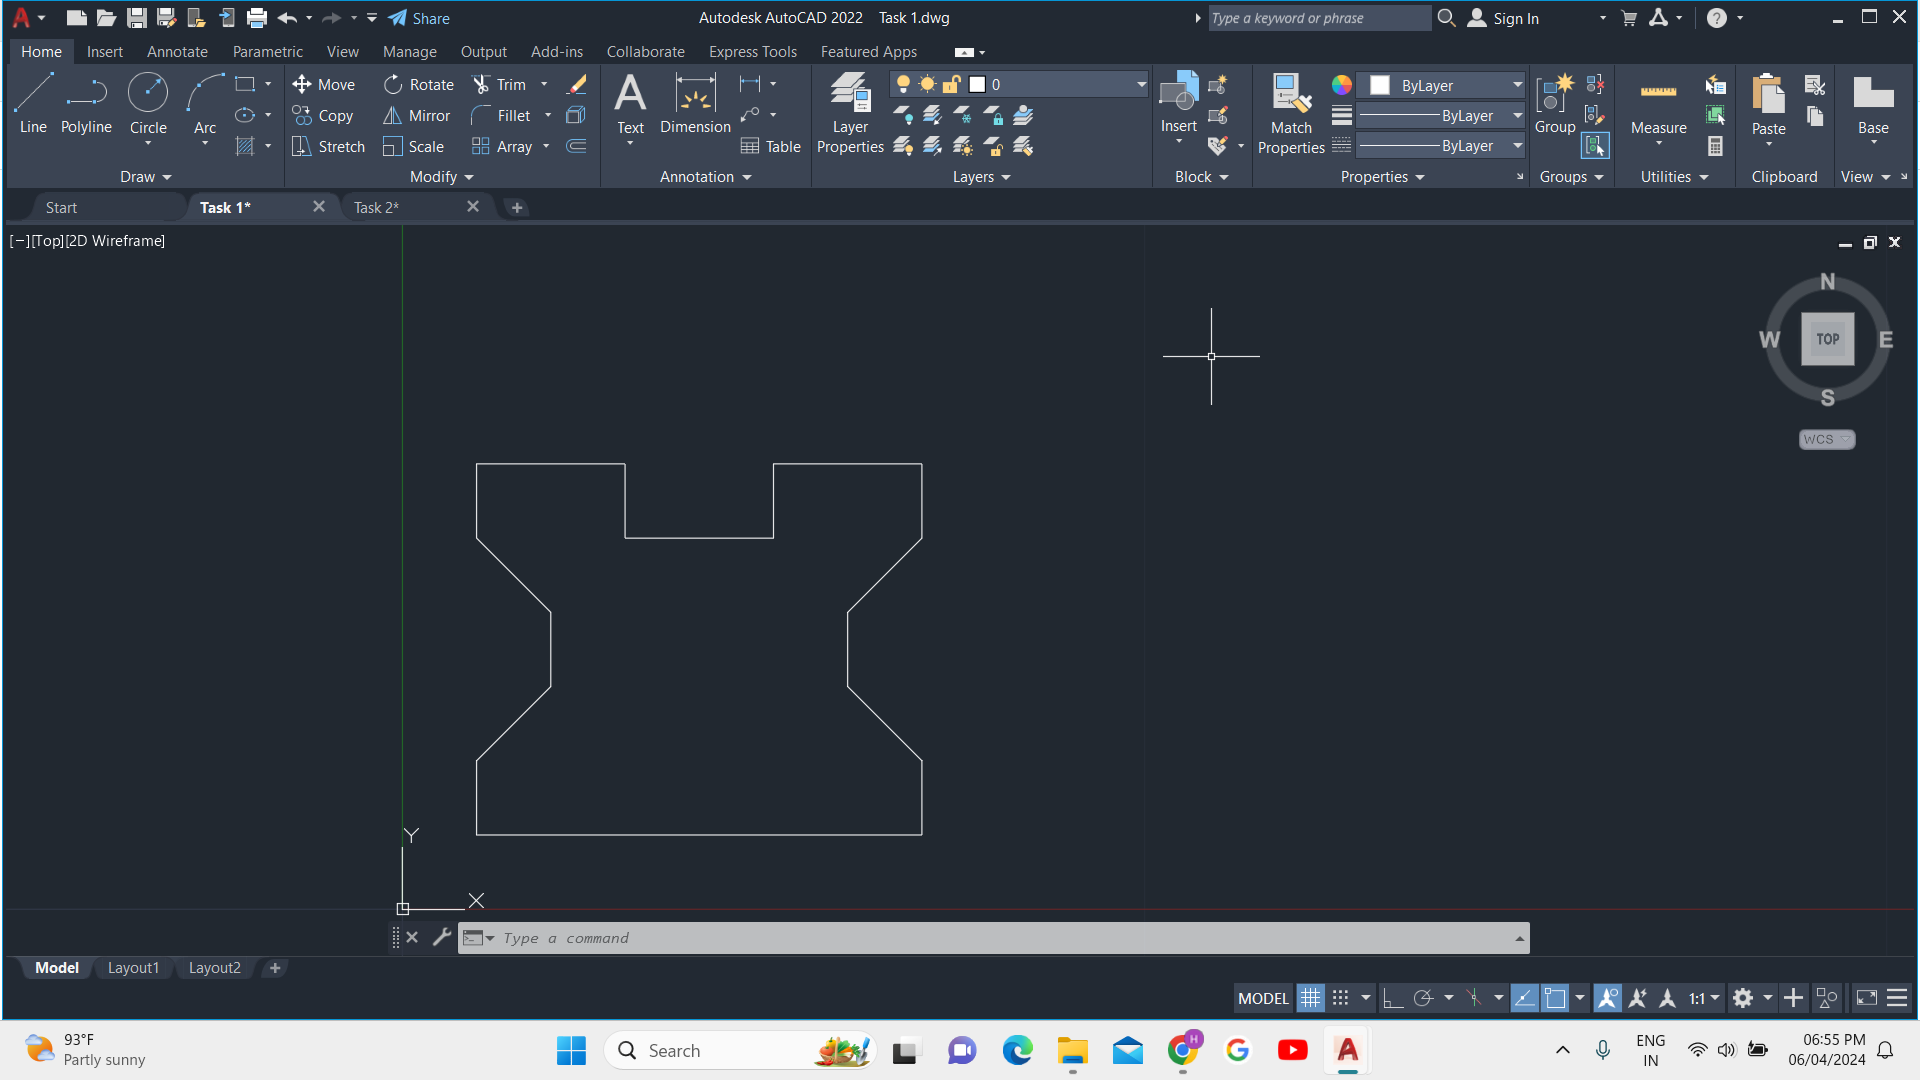 Share
Autodesk AutoCAD 2022 Task 1.dwg
Type a keyword or phrase
Sign In
Home Insert Annotate Parametric View Manage Output Add-ins Collaborate Express Tools Featured Apps
Line Polyline Circle Arc
Move Rotate Trim
Copy Mirror Fillet
Stretch Scale Array
Text Dimension Table
Layer Properties
0
Insert
Match Properties
ByLayer
ByLayer
ByLayer
Group Measure Paste Base
Draw Modify Annotation Layers Block Properties Groups Utilities Clipboard View
Start Task 1* Task 2*
[−][Top][2D Wireframe]
N
W TOP E
S
WCS
Y
X
Type a command
Model Layout1 Layout2
MODEL 1:1
93°F
Partly sunny
Search
H
ENG
IN
06:55 PM
06/04/2024